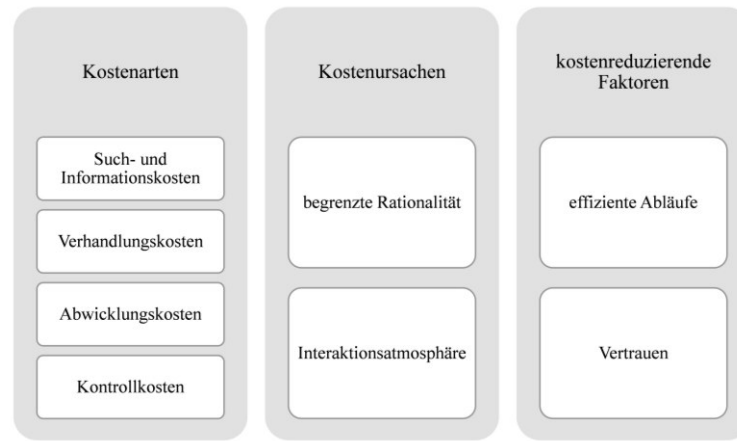 Kostenarten
Such- und
Informationskosten
Verhandlungskosten
Abwicklungskosten
Kontrollkosten
Kostenursachen
begrenzte Rationalität
Interaktionsatmosphäre
kostenreduzierende
Faktoren
effiziente Abläufe
Vertrauen